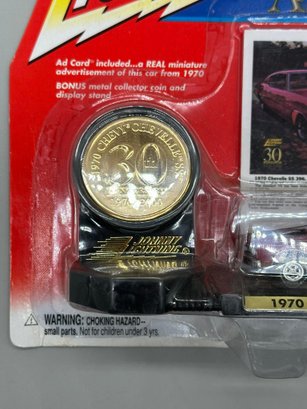 Ad Card included...a REAL miniature
advertisement of this car from 1970
BONUS metal collector coin and
display stand.
1970 CHEVY CHEVELLE SS
30
1970 Chevelle SS 396
30
JOHNNY
LIGHTNING
1970
WARNING: CHOKING HAZARD--
small parts. Not for children under 3 yrs.